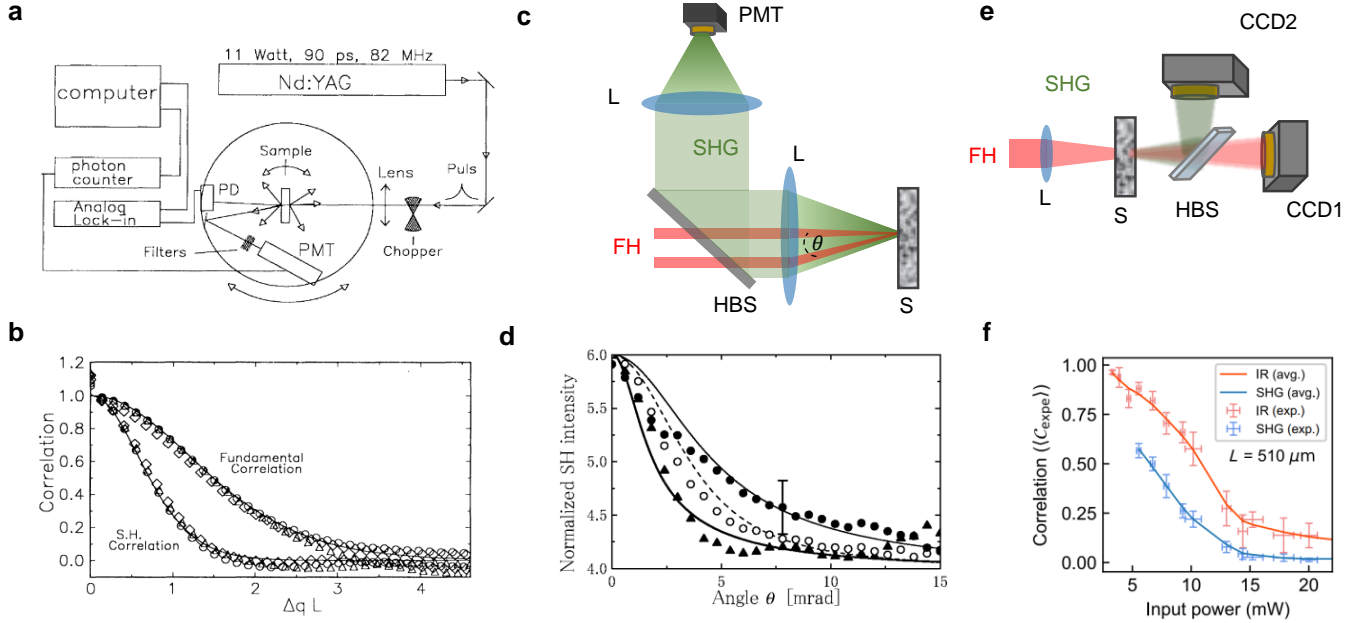 a
11 Watt, 90 ps, 82 MHz
Nd:YAG
computer
photon
counter
Analog
Lock-in
Sample
PD
Lens
Puls
Filters
PMT
Chopper
b
Correlation
1.2
1.0
0.8
0.6
0.4
0.2
0.0
Fundamental
Correlation
S.H.
Correlation
0 1 2 3 4
Δq L
c
PMT
L
SHG
L
FH
θ
HBS
S
d
Normalized SH intensity
6.0
5.5
5.0
4.5
4.0
0.0 5.0 10.0 15
Angle θ [mrad]
e
CCD2
SHG
FH
L
S
HBS
CCD1
f
Correlation (⟨C_expe⟩)
1.00
0.75
0.50
0.25
0.00
IR (avg.)
SHG (avg.)
IR (exp.)
SHG (exp.)
L = 510 μm
5 10 15 20
Input power (mW)